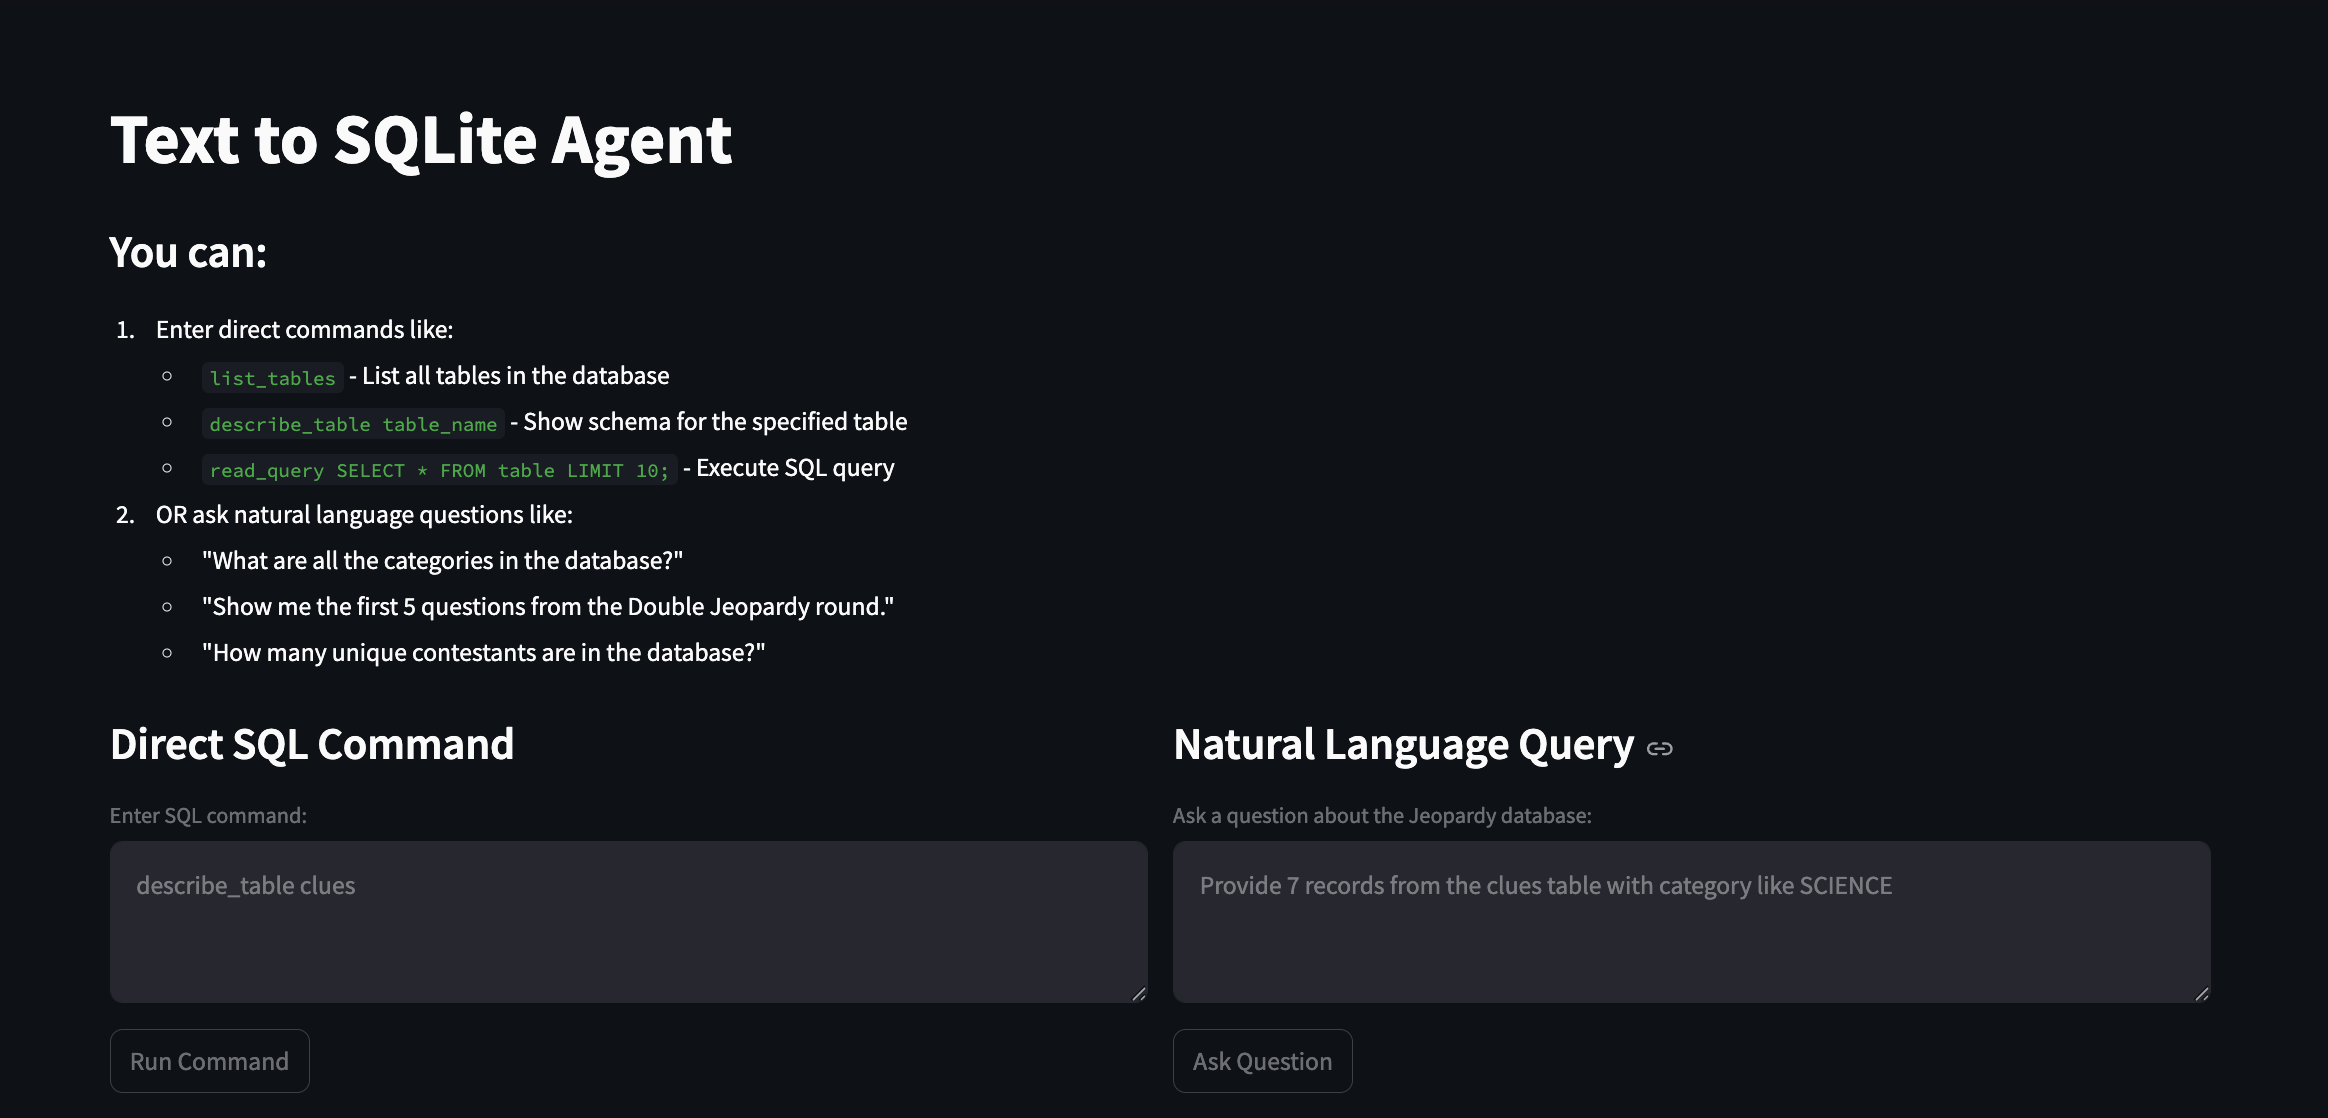 Text to SQLite Agent
You can:
1. Enter direct commands like:
list_tables - List all tables in the database
describe_table table_name - Show schema for the specified table
read_query SELECT * FROM table LIMIT 10; - Execute SQL query
2. OR ask natural language questions like:
"What are all the categories in the database?"
"Show me the first 5 questions from the Double Jeopardy round."
"How many unique contestants are in the database?"
Direct SQL Command
Enter SQL command:
describe_table clues
Run Command
Natural Language Query
Ask a question about the Jeopardy database:
Provide 7 records from the clues table with category like SCIENCE
Ask Question